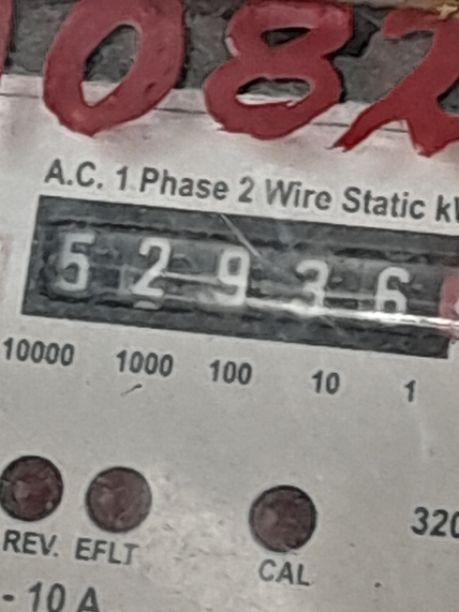 082
A.C. 1 Phase 2 Wire Static
5 2 9 3 6
10000 1000 100 10 1
320
REV. EFLT CAL
- 10 A